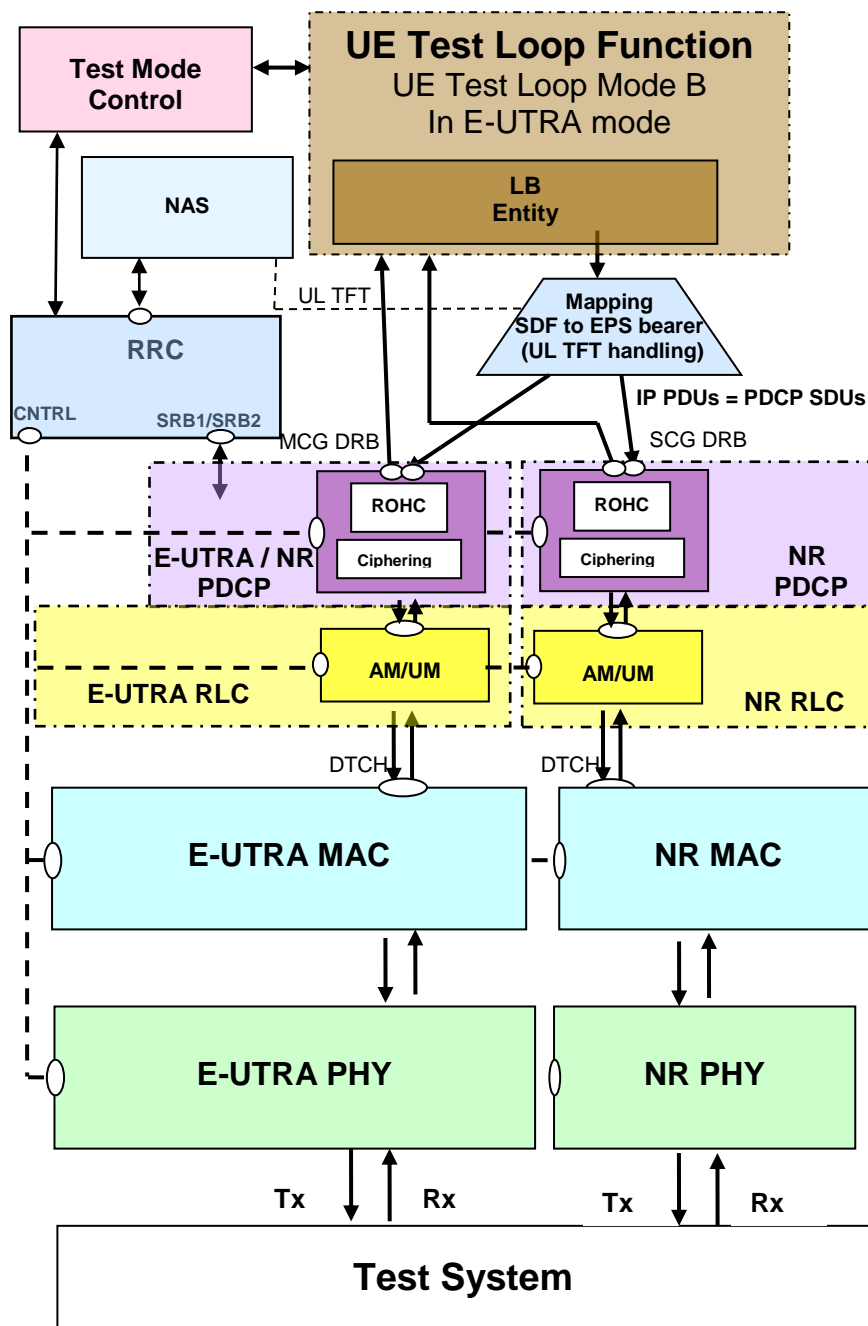 UE Test Loop Function
UE Test Loop Mode B
In E-UTRA mode
Test Mode
Control
LB
Entity
NAS
UL TFT
Mapping
SDF to EPS bearer
(UL TFT handling)
RRC
CNTRL
SRB1/SRB2
IP PDUs = PDCP SDUs
MCG DRB
SCG DRB
ROHC
Ciphering
E-UTRA / NR
PDCP
ROHC
Ciphering
NR
PDCP
AM/UM
E-UTRA RLC
AM/UM
NR RLC
DTCH
DTCH
E-UTRA MAC
NR MAC
E-UTRA PHY
NR PHY
Tx
Rx
Tx
Rx
Test System